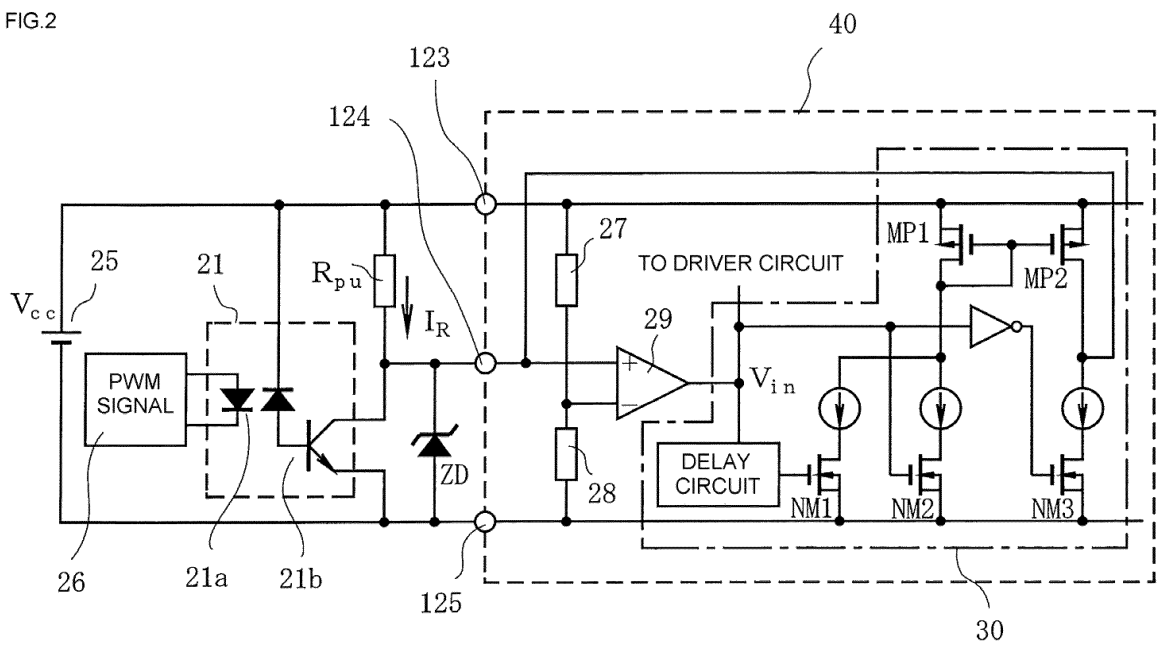 FIG.2
40
123
124
MP1
27
TO DRIVER CIRCUIT
MP2
25
21
Rpu
Vcc
IR
29
+
−
Vin
PWM
SIGNAL
ZD
28
DELAY
CIRCUIT
NM1
NM2
NM3
26
21a
21b
125
30